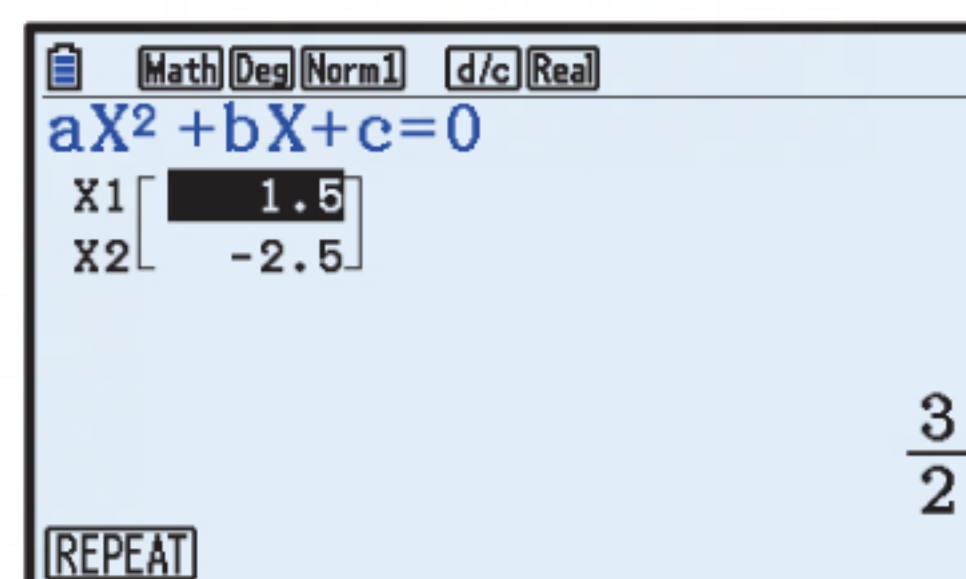 Math Deg Norm1 d/c Real
aX² +bX+c=0
X1[ 1.5]
X2[ -2.5]
3
2
REPEAT